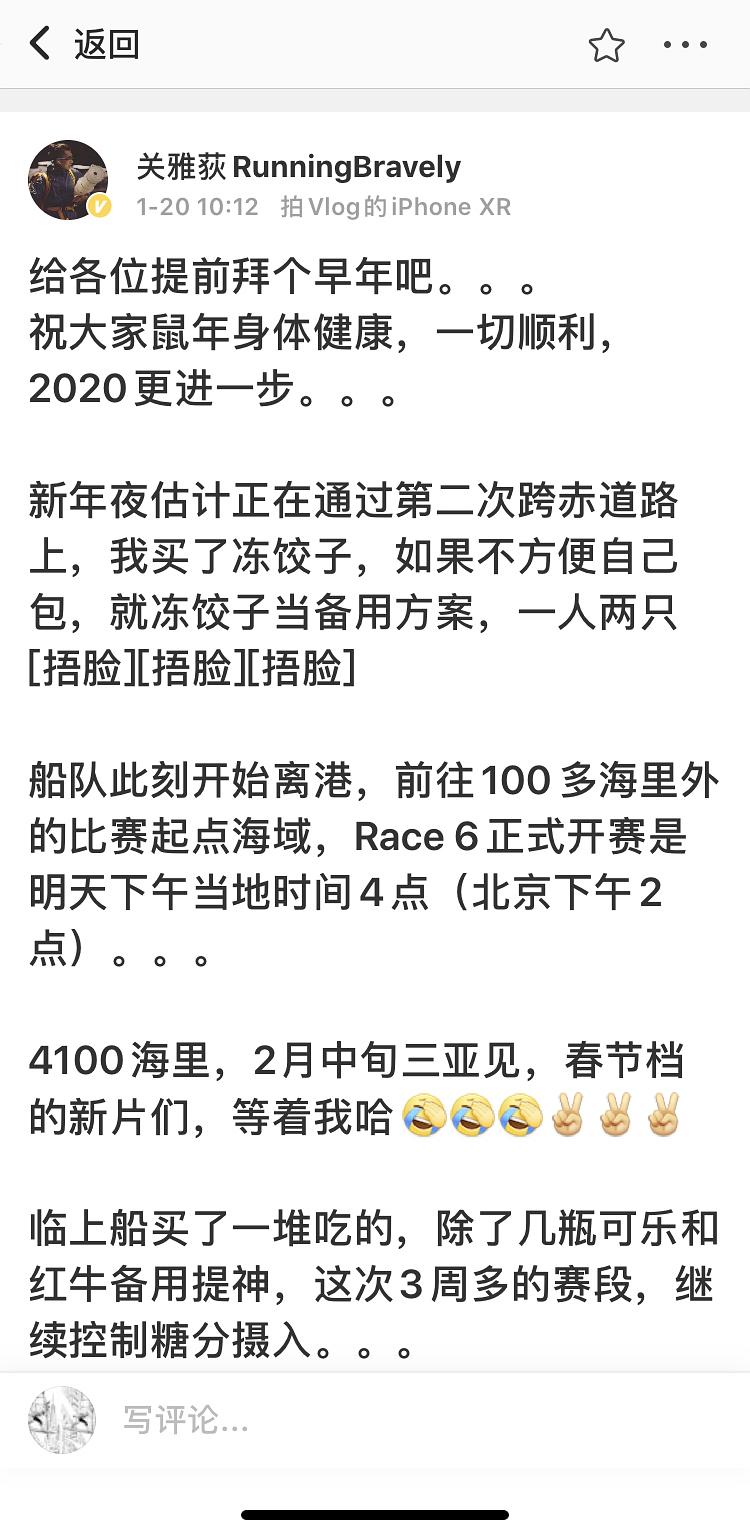 返回
关雅荻RunningBravely
1-20 10:12 拍Vlog的iPhone XR
给各位提前拜个早年吧。。。
祝大家鼠年身体健康，一切顺利，
2020更进一步。。。
新年夜估计正在通过第二次跨赤道路
上，我买了冻饺子，如果不方便自己
包，就冻饺子当备用方案，一人两只
[捂脸][捂脸][捂脸]
船队此刻开始离港，前往100多海里外
的比赛起点海域，Race 6正式开赛是
明天下午当地时间4点（北京下午2
点）。。。
4100海里，2月中旬三亚见，春节档
的新片们，等着我哈🤣🤣🤣✌🏼✌🏼✌🏼
临上船买了一堆吃的，除了几瓶可乐和
红牛备用提神，这次3周多的赛段，继
续控制糖分摄入。。。
写评论...